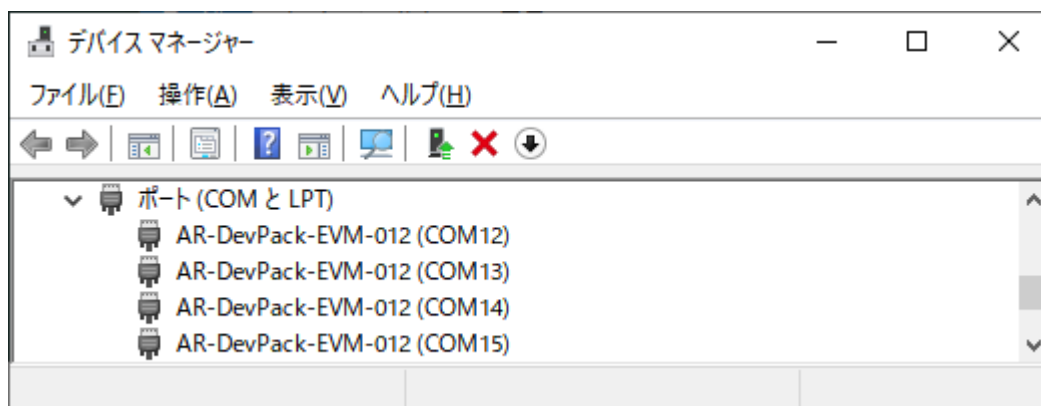 デバイス マネージャー
ファイル(F) 操作(A) 表示(V) ヘルプ(H)
ポート (COM と LPT)
AR-DevPack-EVM-012 (COM12)
AR-DevPack-EVM-012 (COM13)
AR-DevPack-EVM-012 (COM14)
AR-DevPack-EVM-012 (COM15)